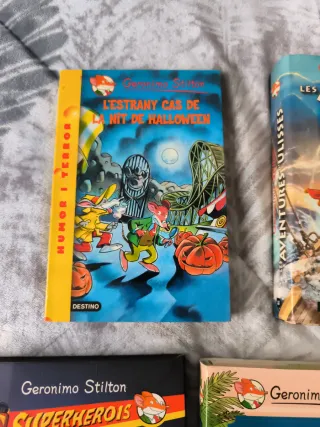 Geronimo Stilton
L'ESTRANY CAS DE
LA NIT DE HALLOWEEN
HUMOR I TERROR
DESTINO
LES
AVENTURES ULISSES
Geronimo Stilton
SUPERHEROIS
Geronimo